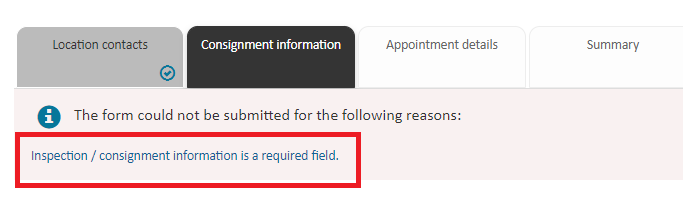 Location contacts
Consignment information
Appointment details
Summary
The form could not be submitted for the following reasons:
Inspection / consignment information is a required field.